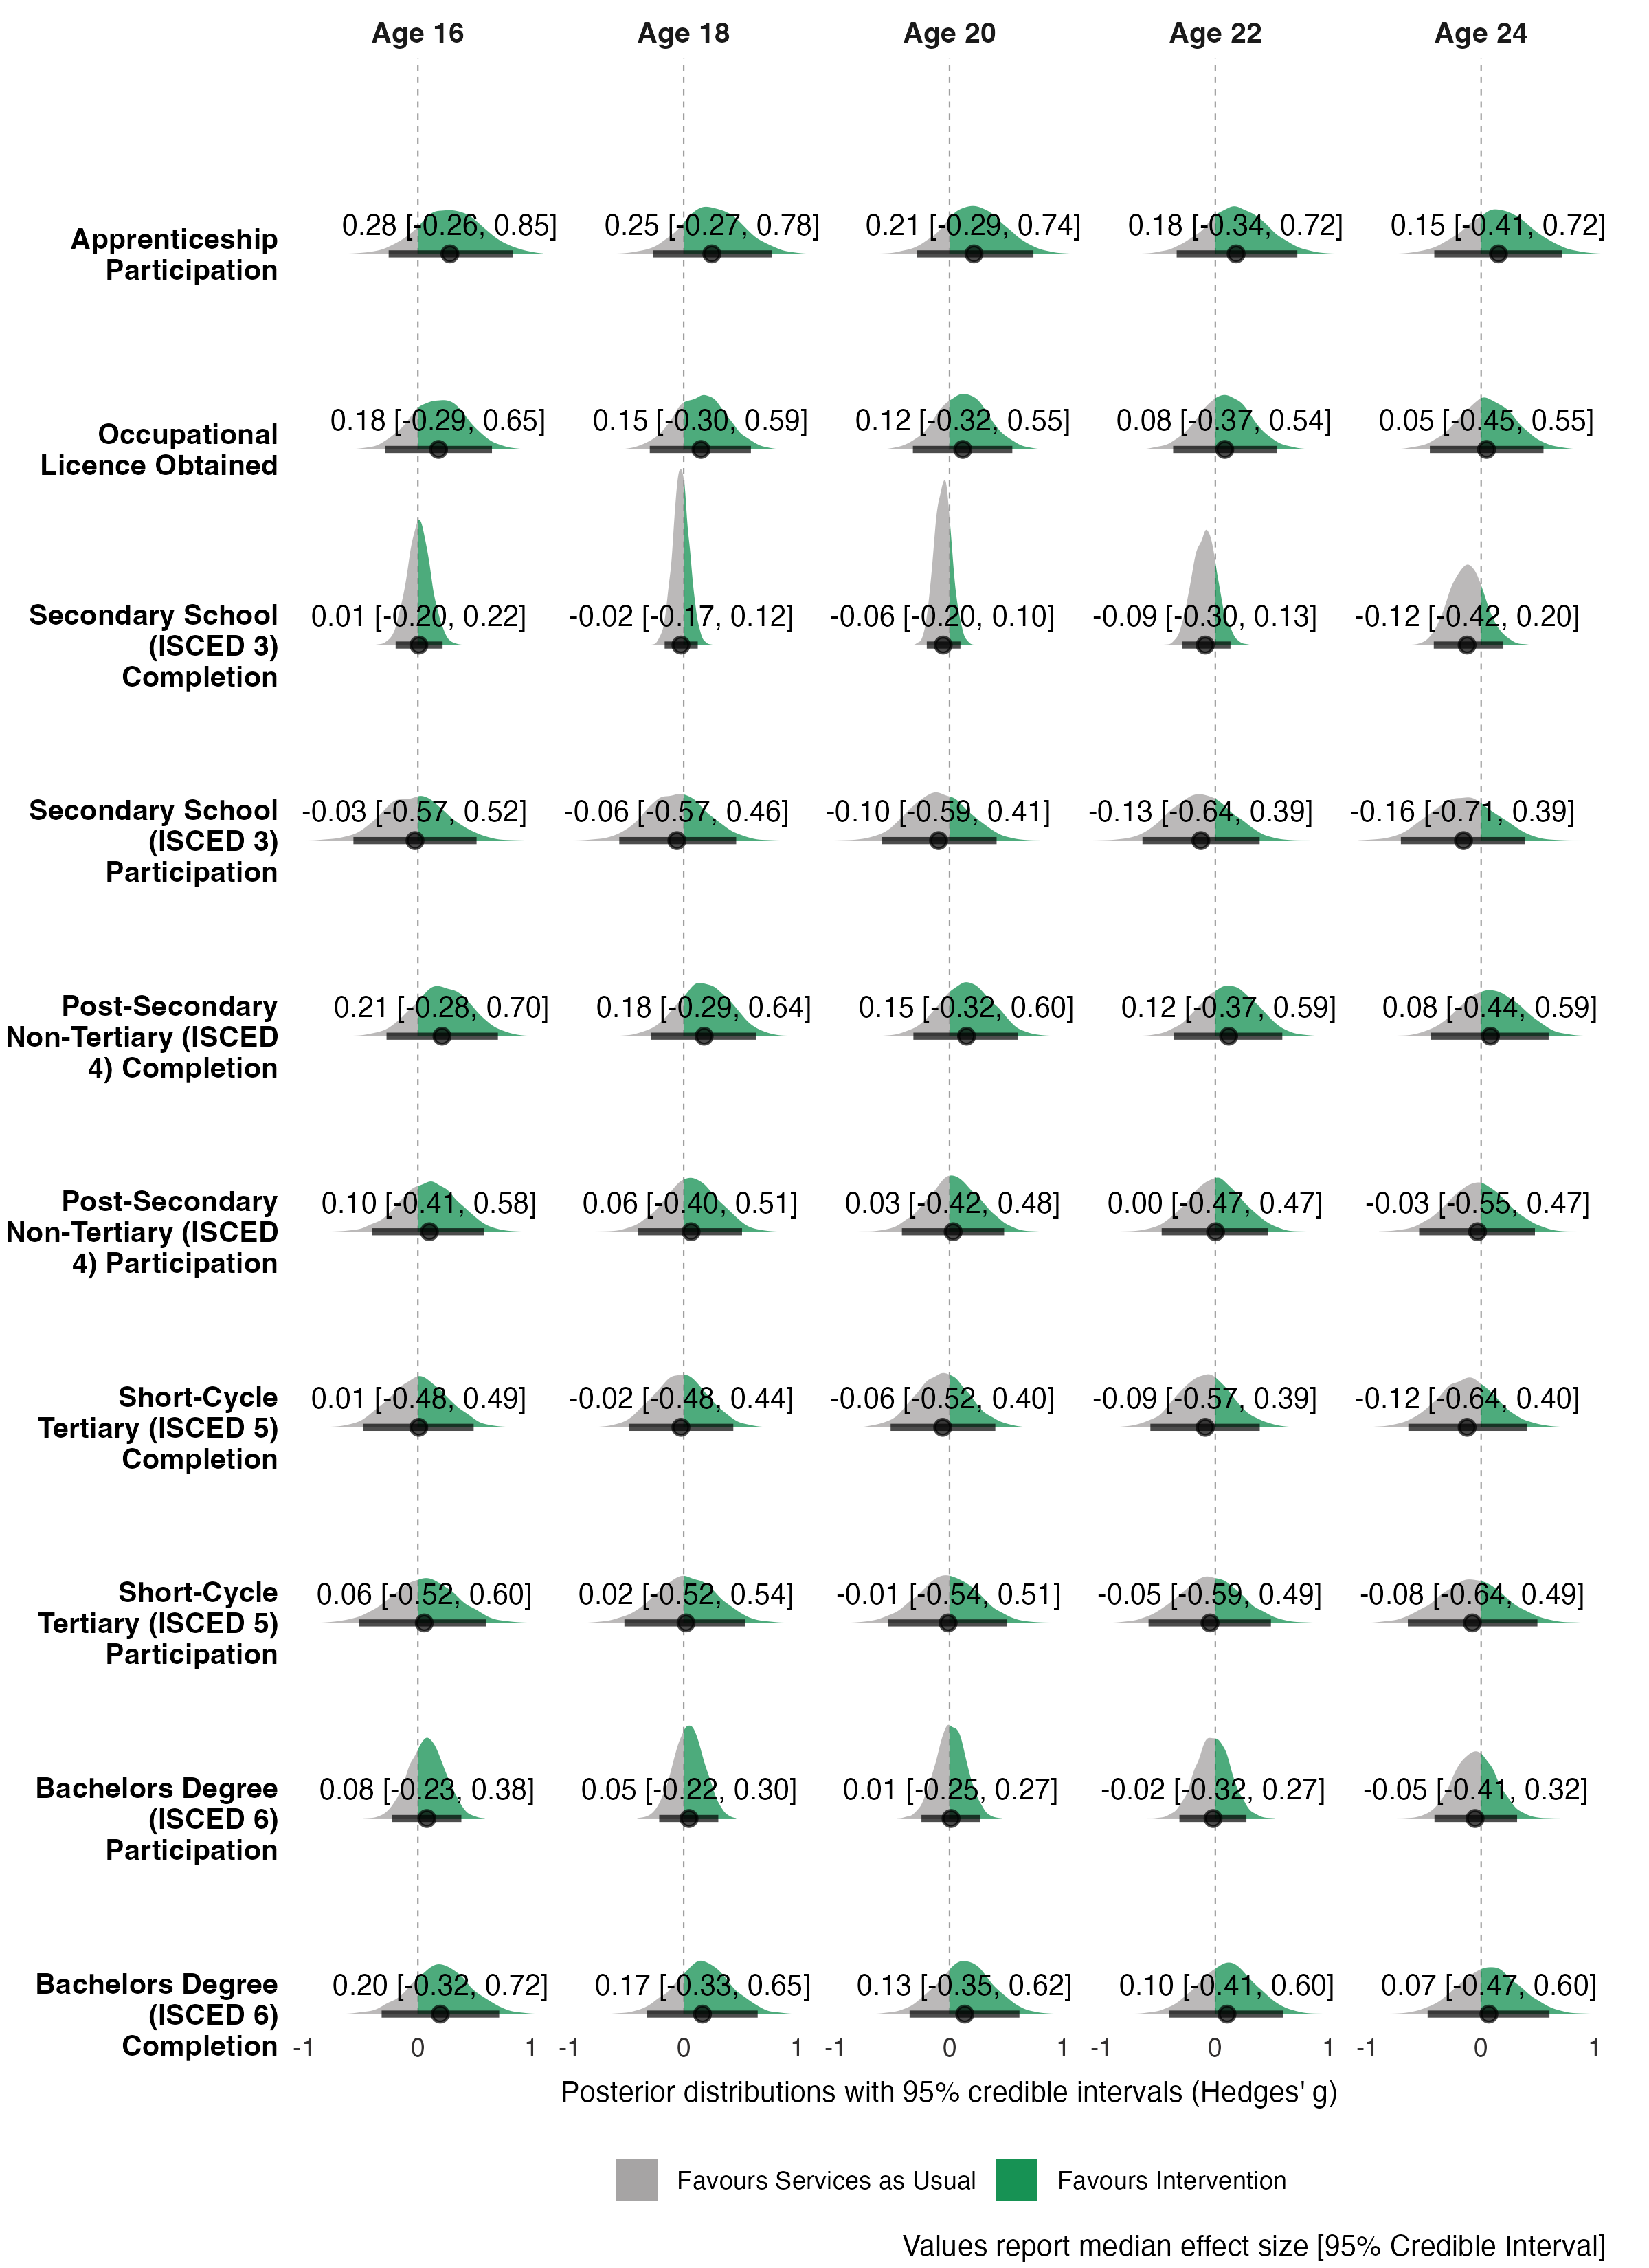 Age 16 Age 18 Age 20 Age 22 Age 24
Apprenticeship
Participation
0.28 [-0.26, 0.85] 0.25 [-0.27, 0.78] 0.21 [-0.29, 0.74] 0.18 [-0.34, 0.72] 0.15 [-0.41, 0.72]
Occupational
Licence Obtained
0.18 [-0.29, 0.65] 0.15 [-0.30, 0.59] 0.12 [-0.32, 0.55] 0.08 [-0.37, 0.54] 0.05 [-0.45, 0.55]
Secondary School
(ISCED 3)
Completion
0.01 [-0.20, 0.22] -0.02 [-0.17, 0.12] -0.06 [-0.20, 0.10] -0.09 [-0.30, 0.13] -0.12 [-0.42, 0.20]
Secondary School
(ISCED 3)
Participation
-0.03 [-0.57, 0.52] -0.06 [-0.57, 0.46] -0.10 [-0.59, 0.41] -0.13 [-0.64, 0.39] -0.16 [-0.71, 0.39]
Post-Secondary
Non-Tertiary (ISCED
4) Completion
0.21 [-0.28, 0.70] 0.18 [-0.29, 0.64] 0.15 [-0.32, 0.60] 0.12 [-0.37, 0.59] 0.08 [-0.44, 0.59]
Post-Secondary
Non-Tertiary (ISCED
4) Participation
0.10 [-0.41, 0.58] 0.06 [-0.40, 0.51] 0.03 [-0.42, 0.48] 0.00 [-0.47, 0.47] -0.03 [-0.55, 0.47]
Short-Cycle
Tertiary (ISCED 5)
Completion
0.01 [-0.48, 0.49] -0.02 [-0.48, 0.44] -0.06 [-0.52, 0.40] -0.09 [-0.57, 0.39] -0.12 [-0.64, 0.40]
Short-Cycle
Tertiary (ISCED 5)
Participation
0.06 [-0.52, 0.60] 0.02 [-0.52, 0.54] -0.01 [-0.54, 0.51] -0.05 [-0.59, 0.49] -0.08 [-0.64, 0.49]
Bachelors Degree
(ISCED 6)
Participation
0.08 [-0.23, 0.38] 0.05 [-0.22, 0.30] 0.01 [-0.25, 0.27] -0.02 [-0.32, 0.27] -0.05 [-0.41, 0.32]
Bachelors Degree
(ISCED 6)
Completion
0.20 [-0.32, 0.72] 0.17 [-0.33, 0.65] 0.13 [-0.35, 0.62] 0.10 [-0.41, 0.60] 0.07 [-0.47, 0.60]
-1 0 1 -1 0 1 -1 0 1 -1 0 1 -1 0 1
Posterior distributions with 95% credible intervals (Hedges' g)
Favours Services as Usual Favours Intervention
Values report median effect size [95% Credible Interval]